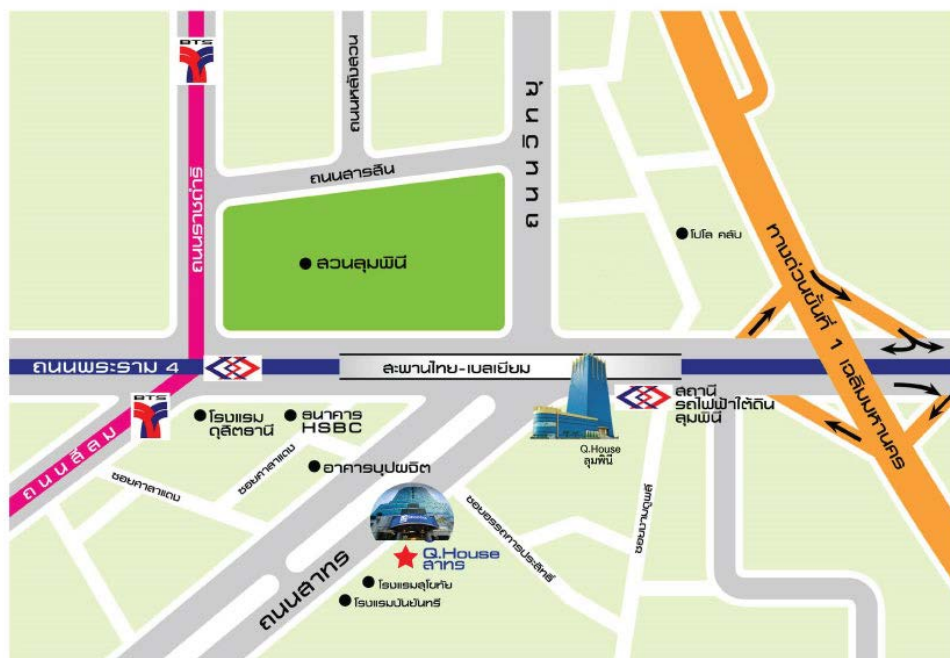 BTS
ถนนหลังสวน
วิทยุ
ถนนราชดำริ
ถนนสารสิน
โปโล คลับ
สวนลุมพินี
ทางด่วนขั้นที่ 1 เฉลิมมหานคร
ถนนพระราม 4
สะพานไทย-เบลเยียม
สถานี
รถไฟฟ้าใต้ดิน
ลุมพินี
BTS
โรงแรม
ดุสิตธานี
ธนาคาร
HSBC
Q.House
ลุมพินี
ถนนสีลม
ซอยศาลาแดง
ซอยศาลาแดง
อาคารบุปผจิต
ซอยอรรถการประสิทธิ์
ซอยงามดูพลี
Q.House
สาทร
ถนนสาทร
โรงแรมสุโขทัย
โรงแรมบันยันทรี